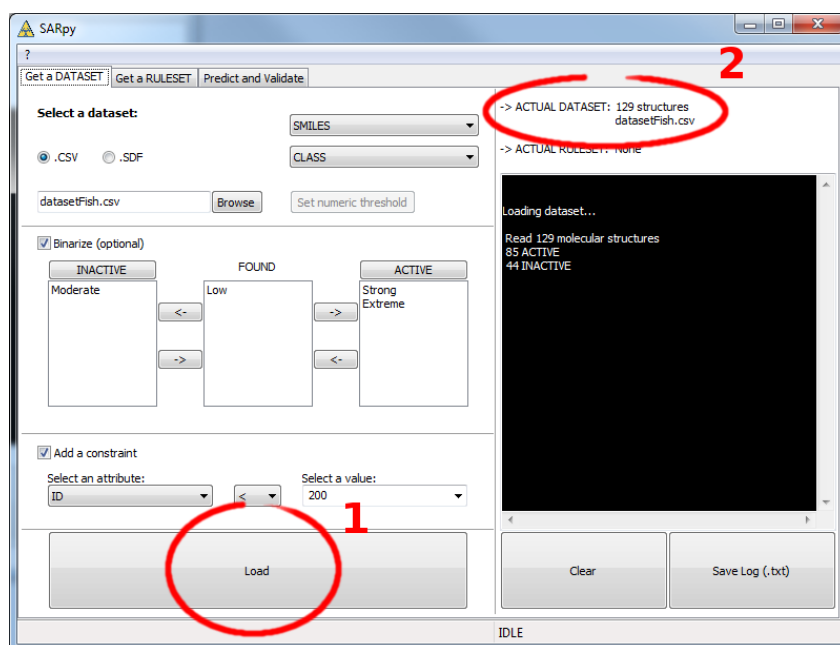 SARpy
?
Get a DATASET Get a RULESET Predict and Validate
2
Select a dataset:
SMILES
.CSV .SDF
CLASS
datasetFish.csv Browse Set numeric threshold
Binarize (optional)
INACTIVE FOUND ACTIVE
Moderate Low Strong
Extreme
<- ->
-> <-
Add a constraint
Select an attribute: Select a value:
ID < 200
1
Load
-> ACTUAL DATASET: 129 structures
datasetFish.csv
-> ACTUAL RULESET: None
Loading dataset...
Read 129 molecular structures
85 ACTIVE
44 INACTIVE
Clear Save Log (.txt)
IDLE